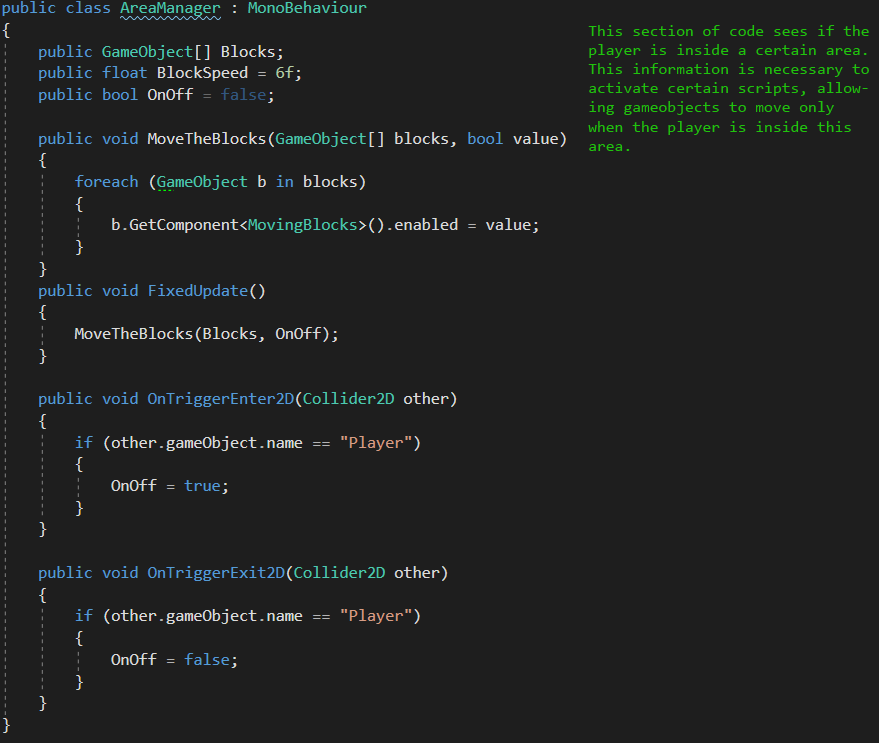 public class AreaManager : MonoBehaviour
{
This section of code sees if the
player is inside a certain area.
This information is necessary to
activate certain scripts, allow-
ing gameobjects to move only
when the player is inside this
area.
public GameObject[] Blocks;
public float BlockSpeed = 6f;
public bool OnOff = false;
public void MoveTheBlocks(GameObject[] blocks, bool value)
{
foreach (GameObject b in blocks)
{
b.GetComponent<MovingBlocks>().enabled = value;
}
}
public void FixedUpdate()
{
MoveTheBlocks(Blocks, OnOff);
}
public void OnTriggerEnter2D(Collider2D other)
{
if (other.gameObject.name == "Player")
{
OnOff = true;
}
}
public void OnTriggerExit2D(Collider2D other)
{
if (other.gameObject.name == "Player")
{
OnOff = false;
}
}
}